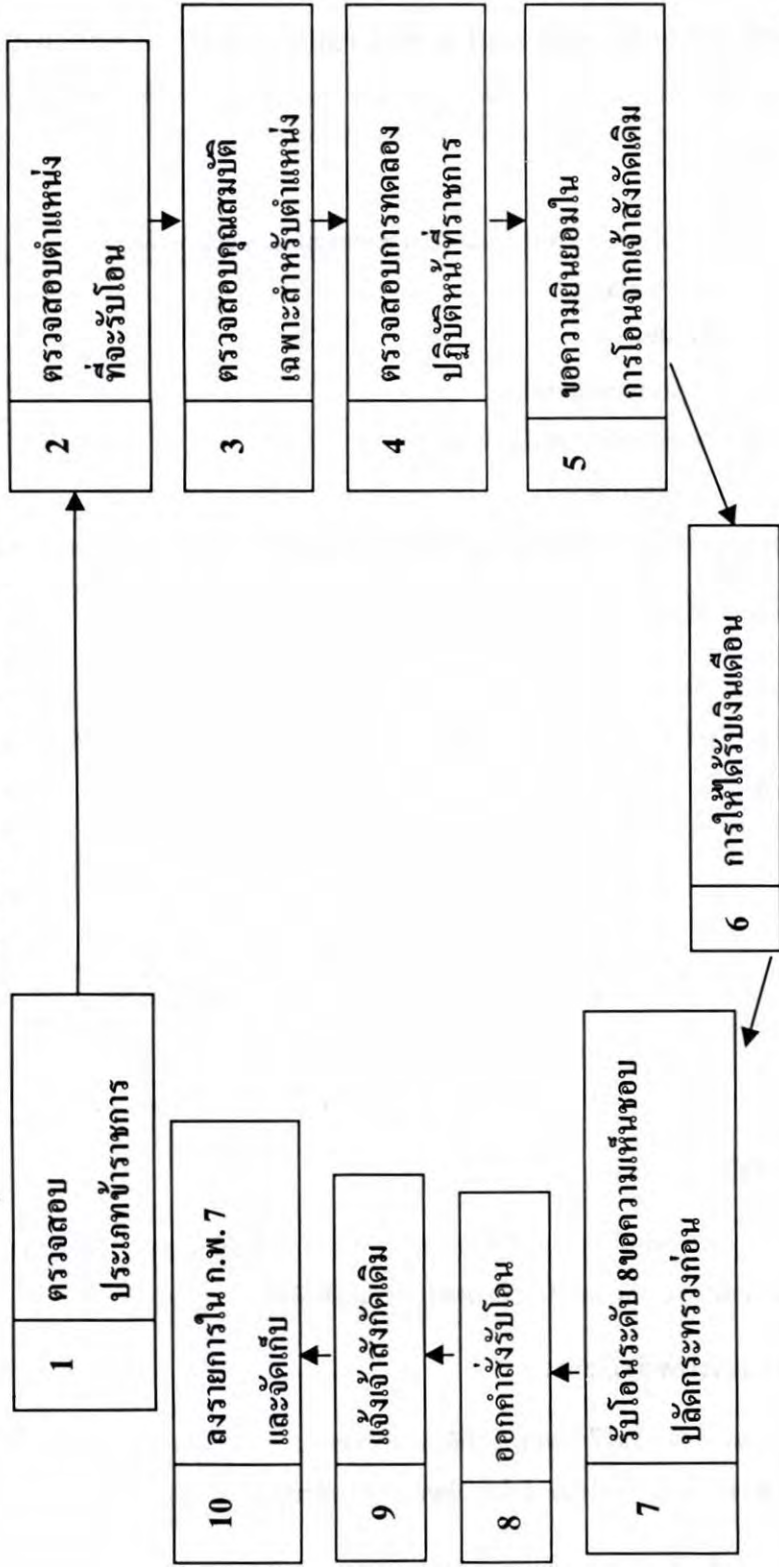 1
ตรวจสอบ
ประเภทข้าราชการ
2
ตรวจสอบตำแหน่ง
ที่จะรับโอน
3
ตรวจสอบคุณสมบัติ
เฉพาะสำหรับตำแหน่ง
4
ตรวจสอบการทดลอง
ปฏิบัติหน้าที่ราชการ
5
ขอความยินยอมใน
การโอนจากเจ้าสังกัดเดิม
6
การให้ได้รับเงินเดือน
7
รับโอนระดับ 8 ขอความเห็นชอบ
ปลัดกระทรวงก่อน
8
ออกคำสั่งรับโอน
9
แจ้งเจ้าสังกัดเดิม
10
ลงรายการใน ก.พ. 7
และจัดเก็บ